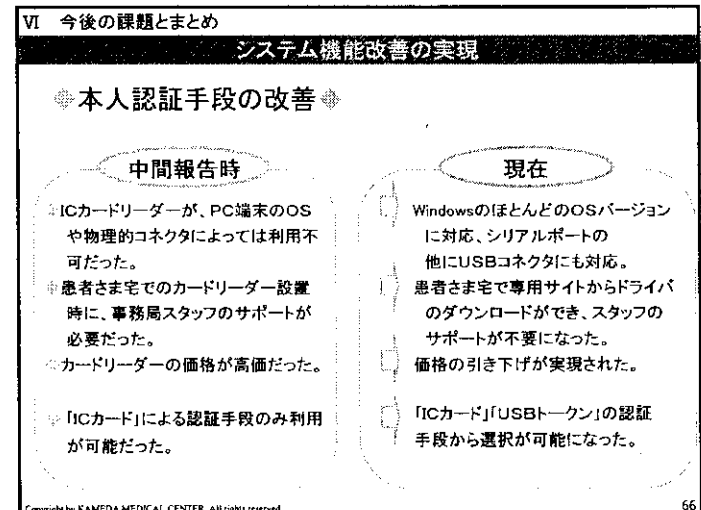 VI 今後の課題とまとめ
システム機能改善の実現
本人認証手段の改善
中間報告時
ICカードリーダーが、PC端末のOS
や物理的コネクタによっては利用不
可だった。
患者さま宅でのカードリーダー設置
時に、事務局スタッフのサポートが
必要だった。
カードリーダーの価格が高価だった。
「ICカード」による認証手段のみ利用
が可能だった。
現在
WindowsのほとんどのOSバージョン
に対応、シリアルポートの
他にUSBコネクタにも対応。
患者さま宅で専用サイトからドライバ
のダウンロードができ、スタッフの
サポートが不要になった。
価格の引き下げが実現された。
「ICカード」「USBトークン」の認証
手段から選択が可能になった。
Copyright by KAMEDA MEDICAL CENTER. All rights reserved
66